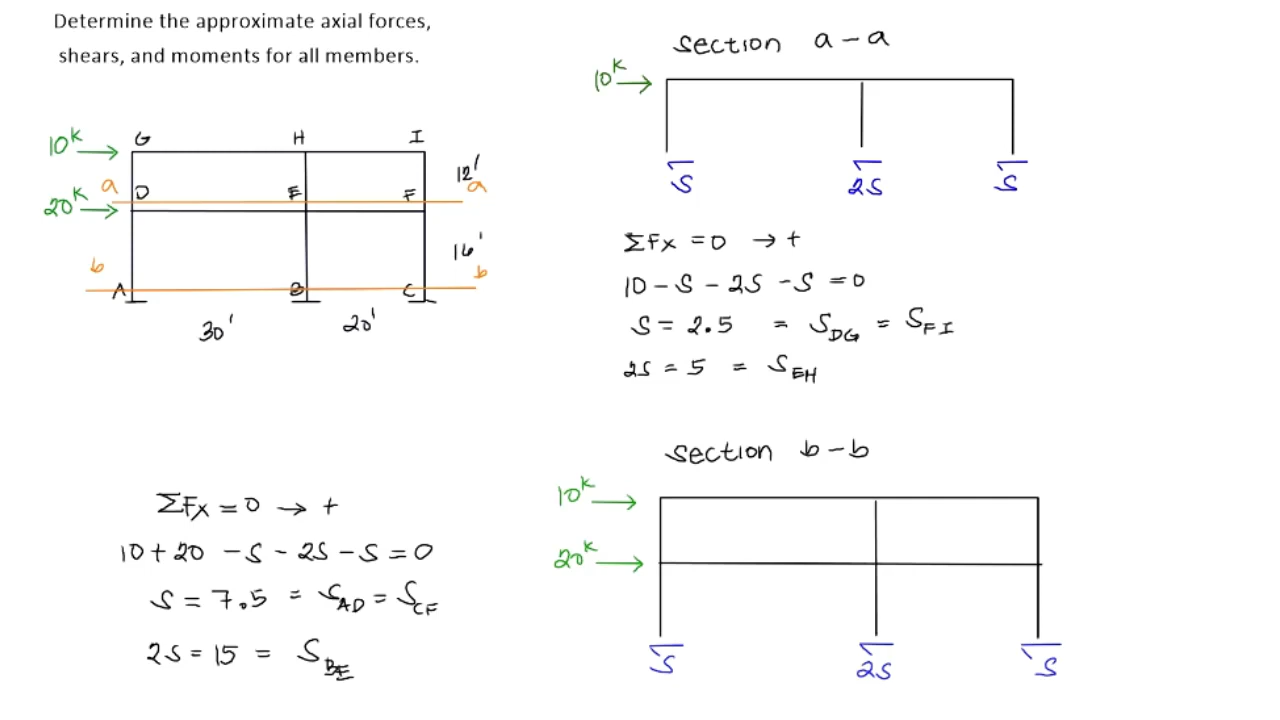 Determine the approximate axial forces,
shears, and moments for all members.
10K
G
H
I
12'
a
a
20K
D
E
F
16'
b
b
A
B
C
30'
20'
section a-a
10K
S
2S
S
ΣFx = 0 → +
10 - S - 2S - S = 0
S = 2.5 = SDG = SFI
2S = 5 = SEH
section b-b
10K
20K
S
2S
S
ΣFx = 0 → +
10 + 20 - S - 2S - S = 0
S = 7.5 = SAD = SCF
2S = 15 = SBE